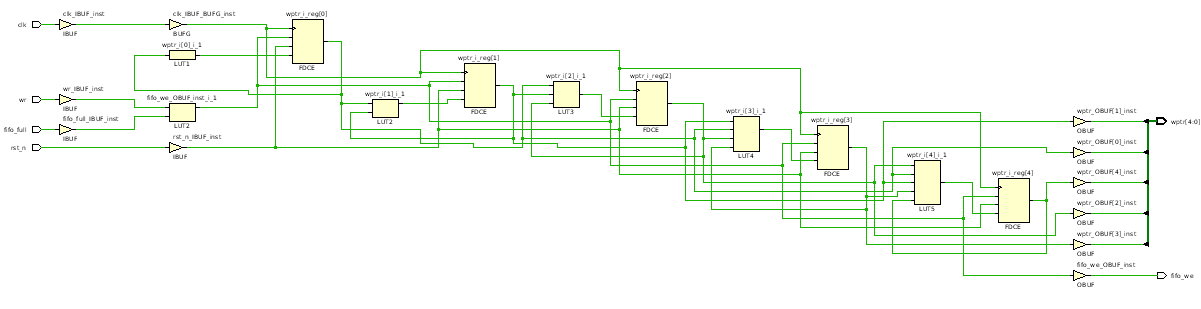 clk
clk_IBUF_inst
IBUF
clk_IBUF_BUFG_inst
BUFG
wptr_i[0]_i_1
LUT1
wptr_i_reg[0]
FDCE
wr
wr_IBUF_inst
IBUF
fifo_we_OBUF_inst_i_1
LUT2
fifo_full
fifo_full_IBUF_inst
IBUF
rst_n
rst_n_IBUF_inst
IBUF
wptr_i[1]_i_1
LUT2
wptr_i_reg[1]
FDCE
wptr_i[2]_i_1
LUT3
wptr_i_reg[2]
FDCE
wptr_i[3]_i_1
LUT4
wptr_i_reg[3]
FDCE
wptr_i[4]_i_1
LUT5
wptr_i_reg[4]
FDCE
wptr_OBUF[1]_inst
OBUF
wptr[4:0]
wptr_OBUF[0]_inst
OBUF
wptr_OBUF[4]_inst
OBUF
wptr_OBUF[2]_inst
OBUF
wptr_OBUF[3]_inst
OBUF
fifo_we_OBUF_inst
OBUF
fifo_we